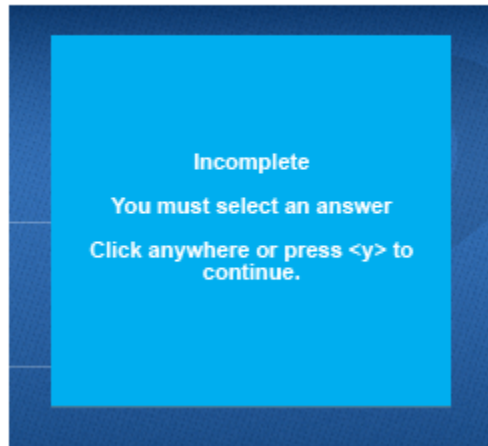 Incomplete
You must select an answer
Click anywhere or press <y> to
continue.